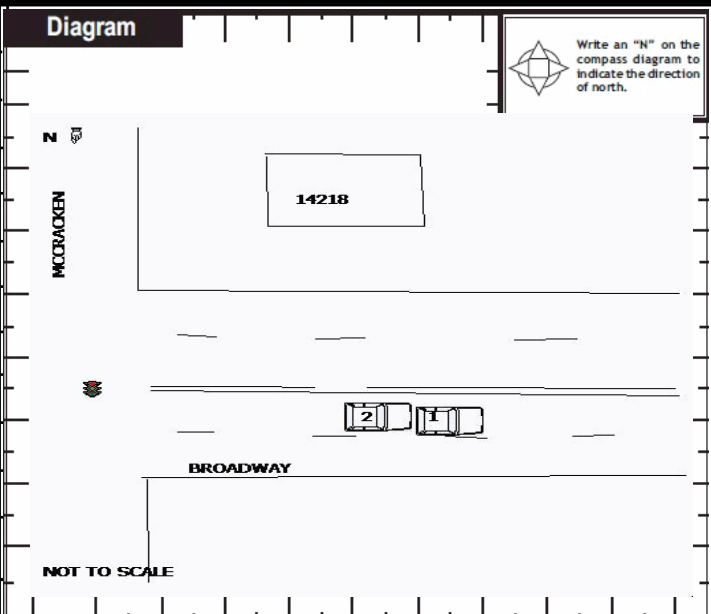 Diagram
Write an “N” on the
compass diagram to
indicate the direction
of north.
N
14218
MCCRACKEN
2 1
BROADWAY
NOT TO SCALE